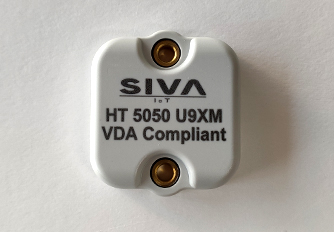 SIVA
IoT
HT 5050 U9XM
VDA Compliant